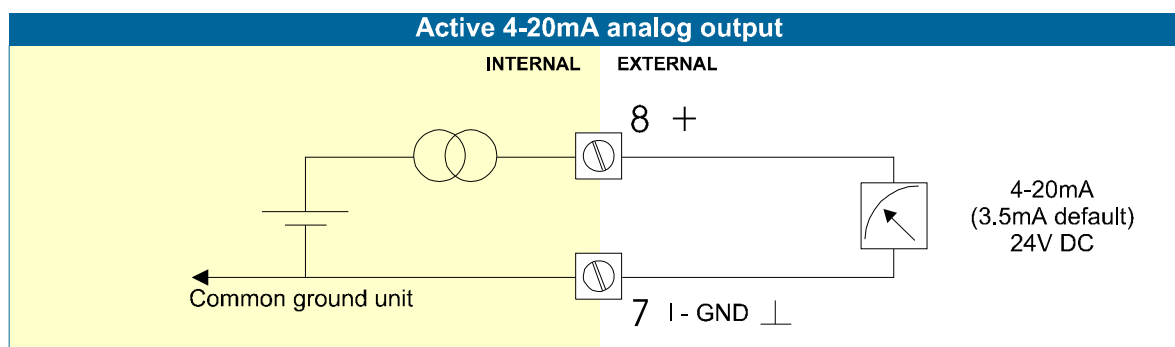 Active 4-20mA analog output
INTERNAL EXTERNAL
8 +
4-20mA
(3.5mA default)
24V DC
Common ground unit
7 I - GND ⊥